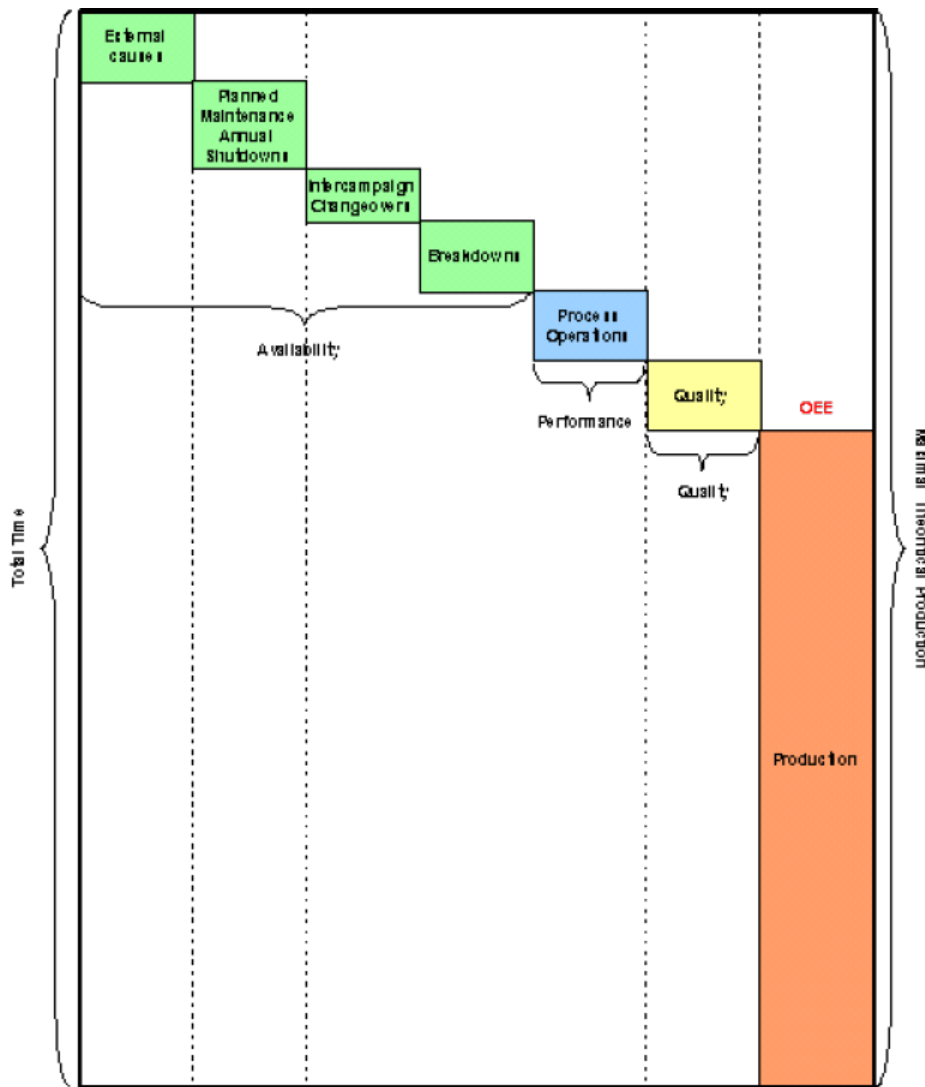 External
causes
Planned
Maintenance
Annual
Shutdowns
Intercampaign
Changeovers
Breakdowns
Availability
Process
Operations
Performance
Quality
Quality
OEE
Production
Total Time
Maximal Theoritical Production